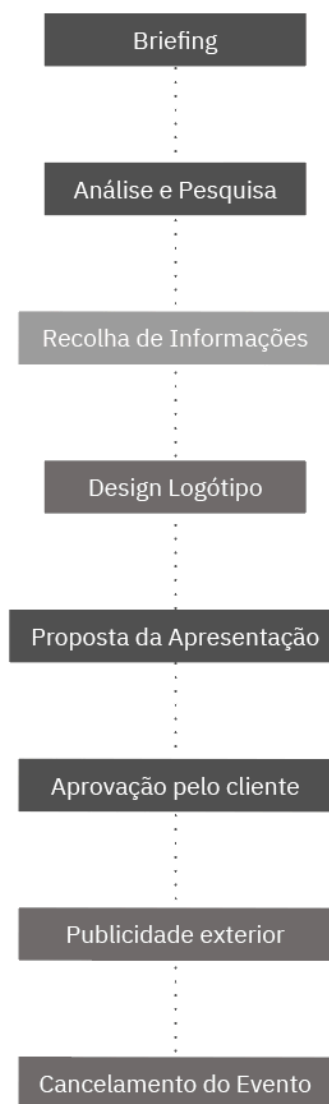 Briefing
Análise e Pesquisa
Recolha de Informações
Design Logótipo
Proposta da Apresentação
Aprovação pelo cliente
Publicidade exterior
Cancelamento do Evento